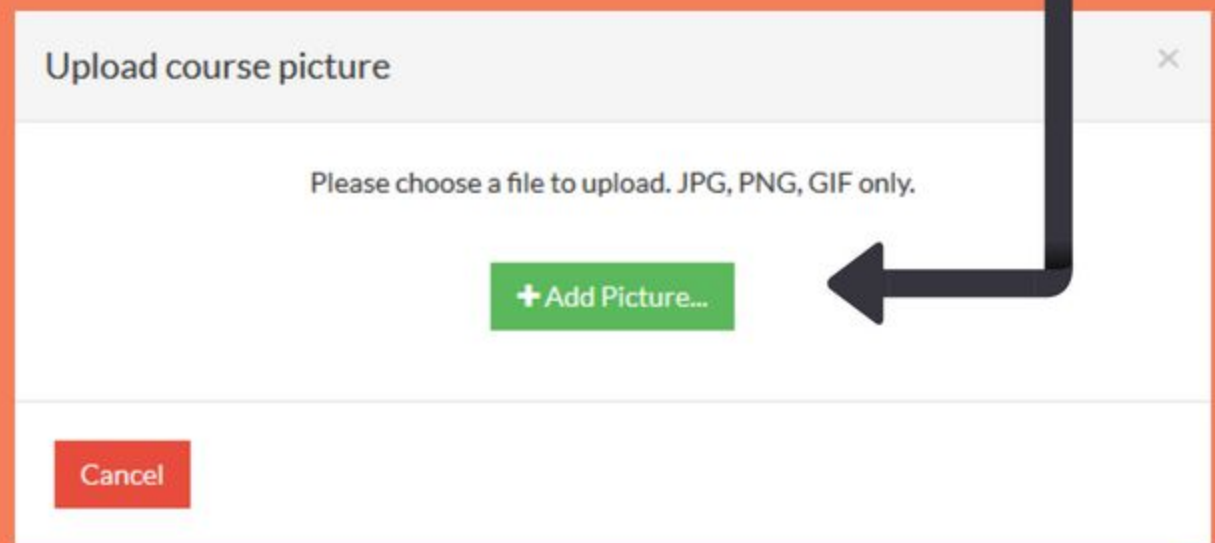 Upload course picture
Please choose a file to upload. JPG, PNG, GIF only.
+ Add Picture...
Cancel